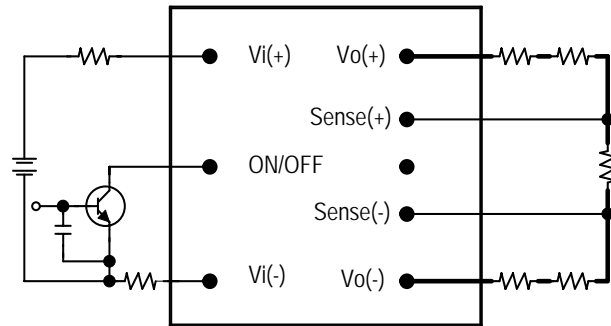 Vi(+) Vo(+)
Sense(+)
ON/OFF
Sense(-)
Vi(-) Vo(-)